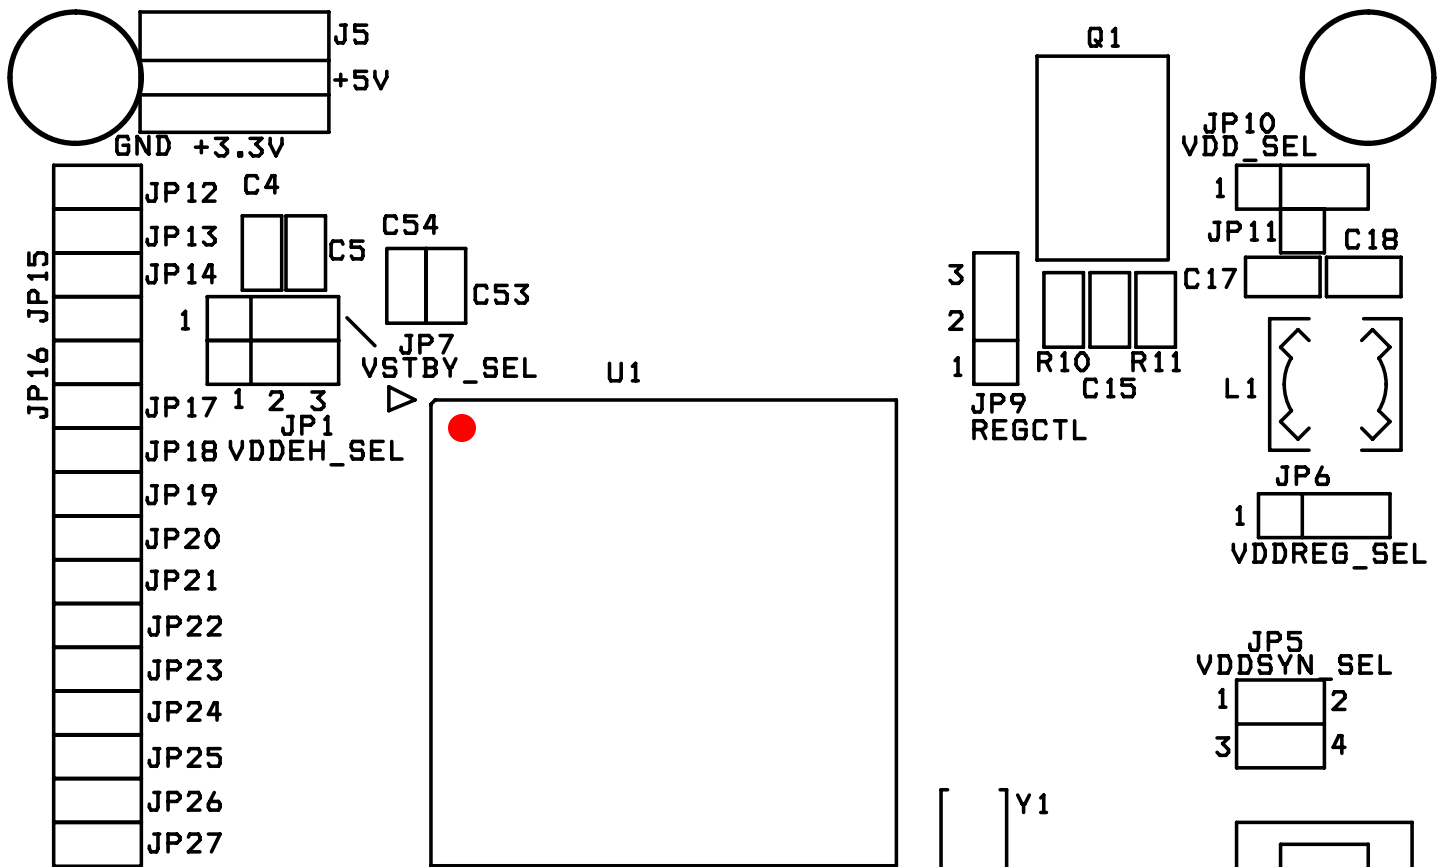 J5
+5V
GND +3.3V
Q1
JP10
VDD_SEL
1
JP11
C18
C17
JP12
JP13
JP14
JP15
JP16
C4
C5
C54
C53
1
JP7
VSTBY_SEL
1 2 3
JP1
VDDEH_SEL
U1
3
2
1
JP9
REGCTL
R10
C15
R11
L1
JP6
1
VDDREG_SEL
JP17
JP18
JP19
JP20
JP21
JP22
JP23
JP24
JP25
JP26
JP27
JP5
VDDSYN_SEL
1 2
3 4
Y1